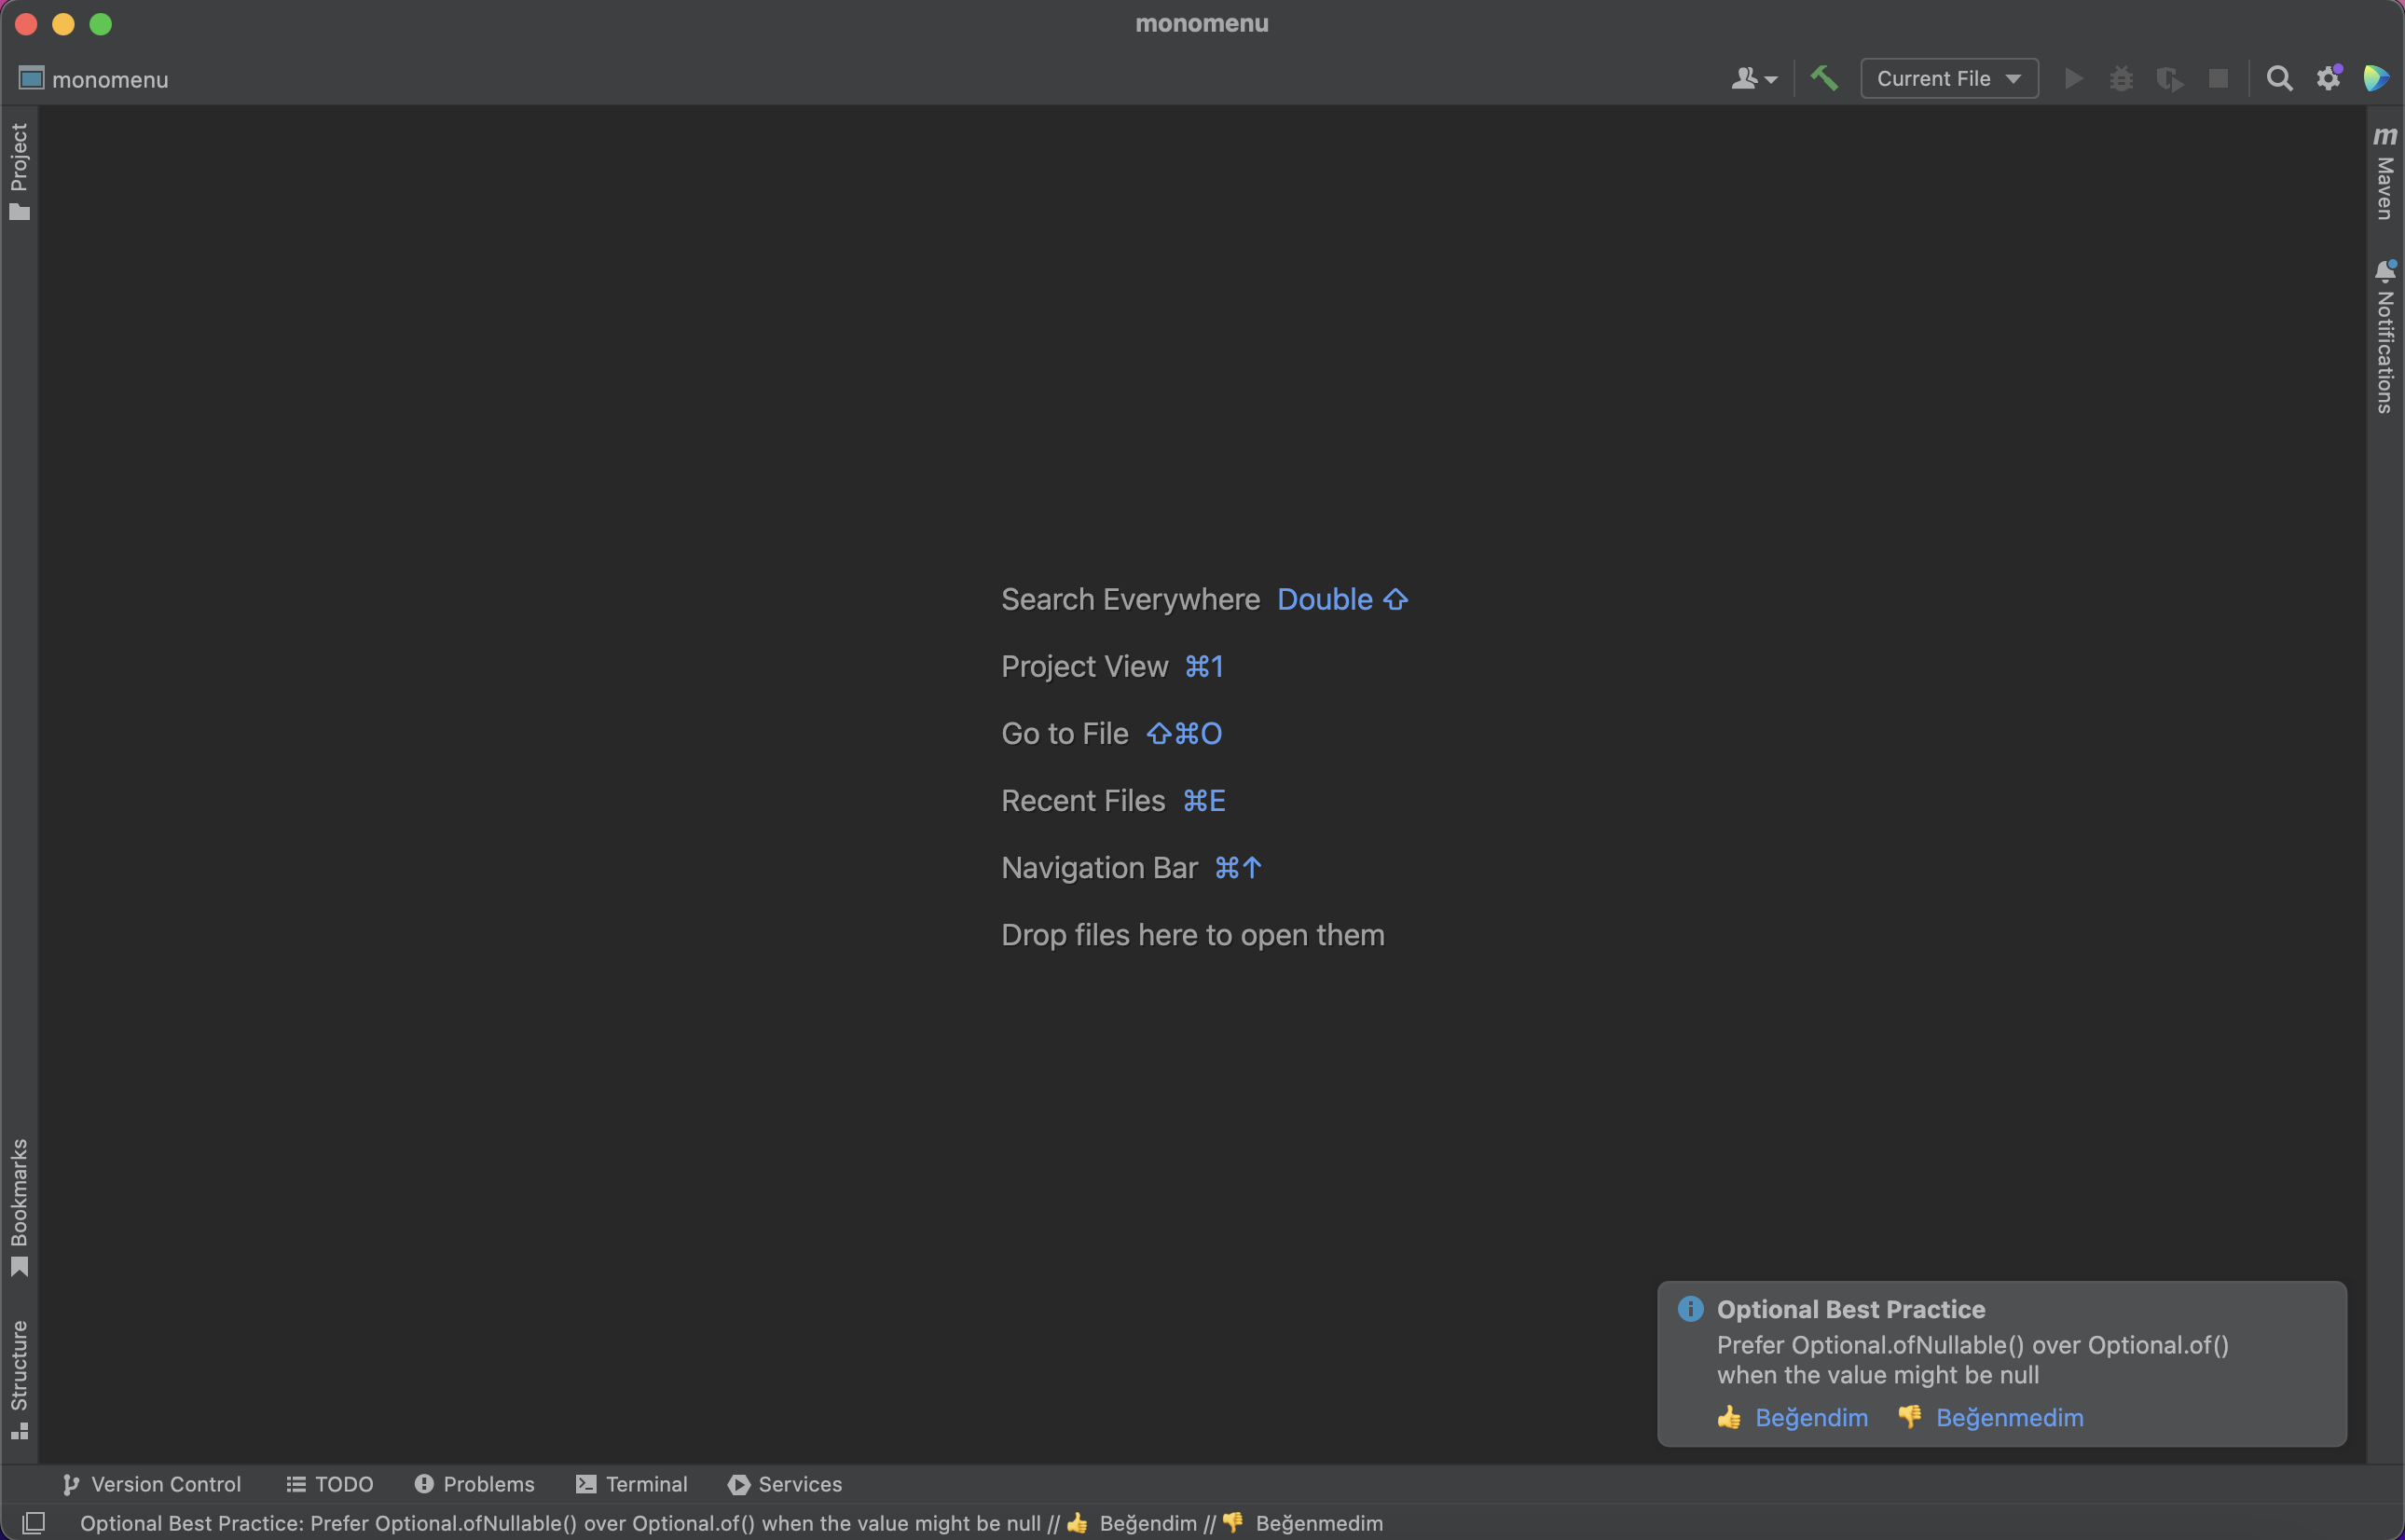 monomenu
monomenu
Current File
Project
m Maven
Notifications
Search Everywhere Double ⇧
Project View ⌘1
Go to File ⇧⌘O
Recent Files ⌘E
Navigation Bar ⌘↑
Drop files here to open them
Bookmarks
Structure
Optional Best Practice
Prefer Optional.ofNullable() over Optional.of()
when the value might be null
👍 Beğendim 👎 Beğenmedim
Version Control TODO Problems Terminal Services
Optional Best Practice: Prefer Optional.ofNullable() over Optional.of() when the value might be null // 👍 Beğendim // 👎 Beğenmedim